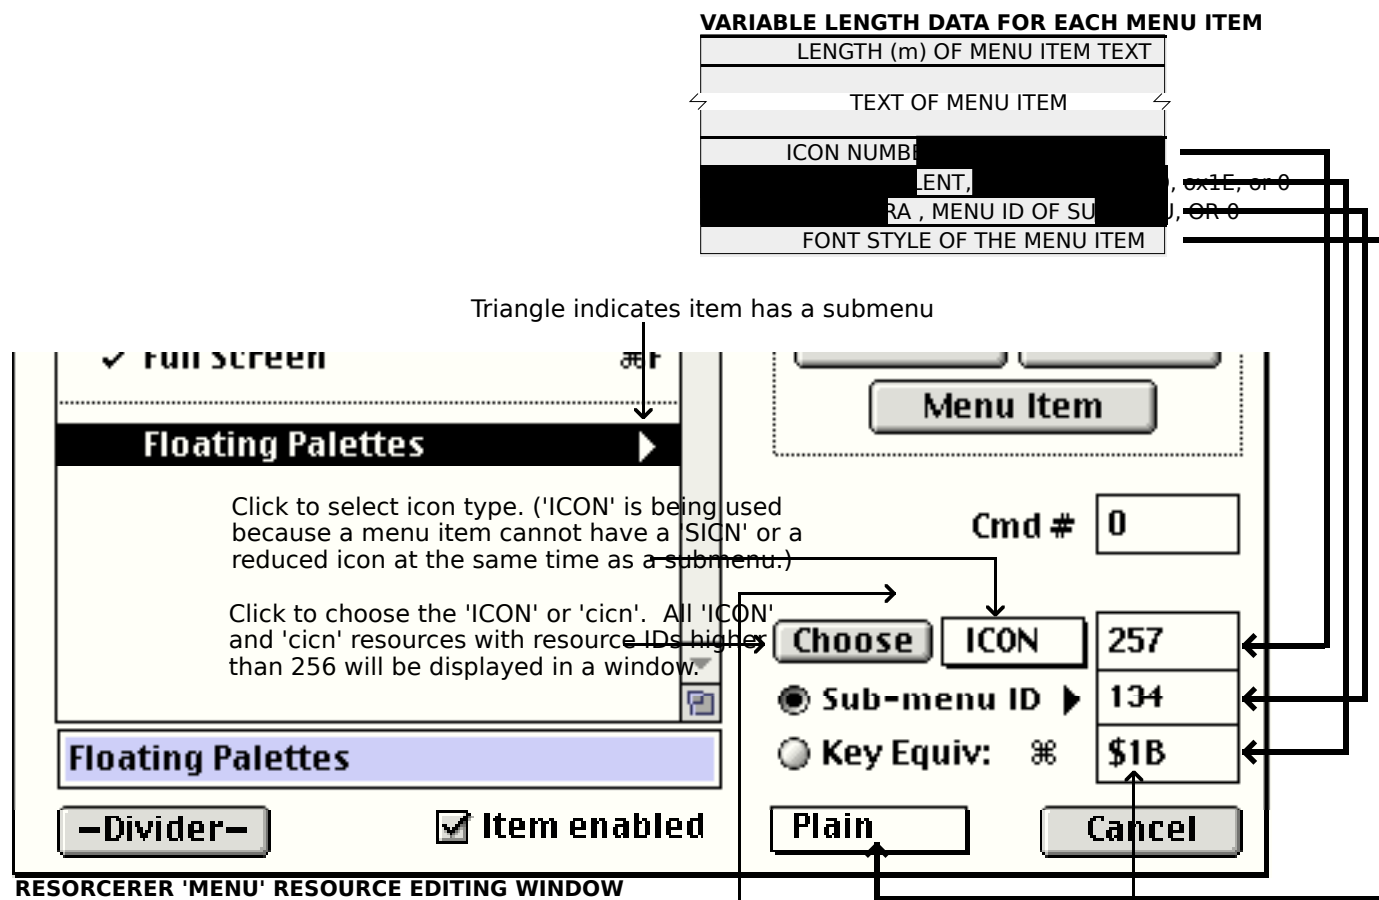 VARIABLE LENGTH DATA FOR EACH MENU ITEM
LENGTH (m) OF MENU ITEM TEXT
TEXT OF MENU ITEM
ICON
ox1E, or 0
, MENU ID OF
OR 0
FONT STYLE OF THE MENU ITEM
Triangle indicates item has a submenu
✓ Full Screen ⌘F
Menu Item
Floating Palettes
Click to select icon type. ('ICON' is being used
because a menu item cannot have a 'SICN' or a
reduced icon at the same time as a submenu.)
Cmd # 0
Click to choose the 'ICON' or 'cicn'. All 'ICON'
and 'cicn' resources with resource IDs higher
than 256 will be displayed in a window.
Choose ICON 257
Sub-menu ID 134
Floating Palettes
Key Equiv: ⌘ $1B
–Divider–
Item enabled
Plain
Cancel
RESORCERER 'MENU' RESOURCE EDITING WINDOW